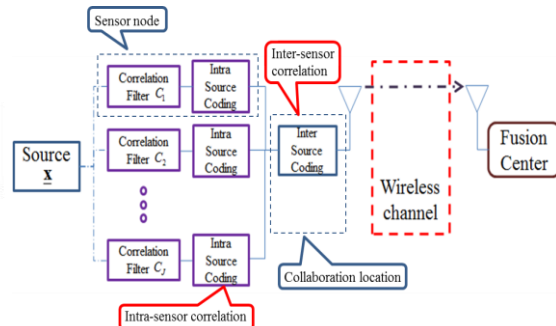 Sensor node
Inter-sensor
correlation
Correlation
Filter C₁
Intra
Source
Coding
Source
x
Correlation
Filter C₂
Intra
Source
Coding
Inter
Source
Coding
Wireless
channel
Fusion
Center
Correlation
Filter C_J
Intra
Source
Coding
Collaboration location
Intra-sensor correlation